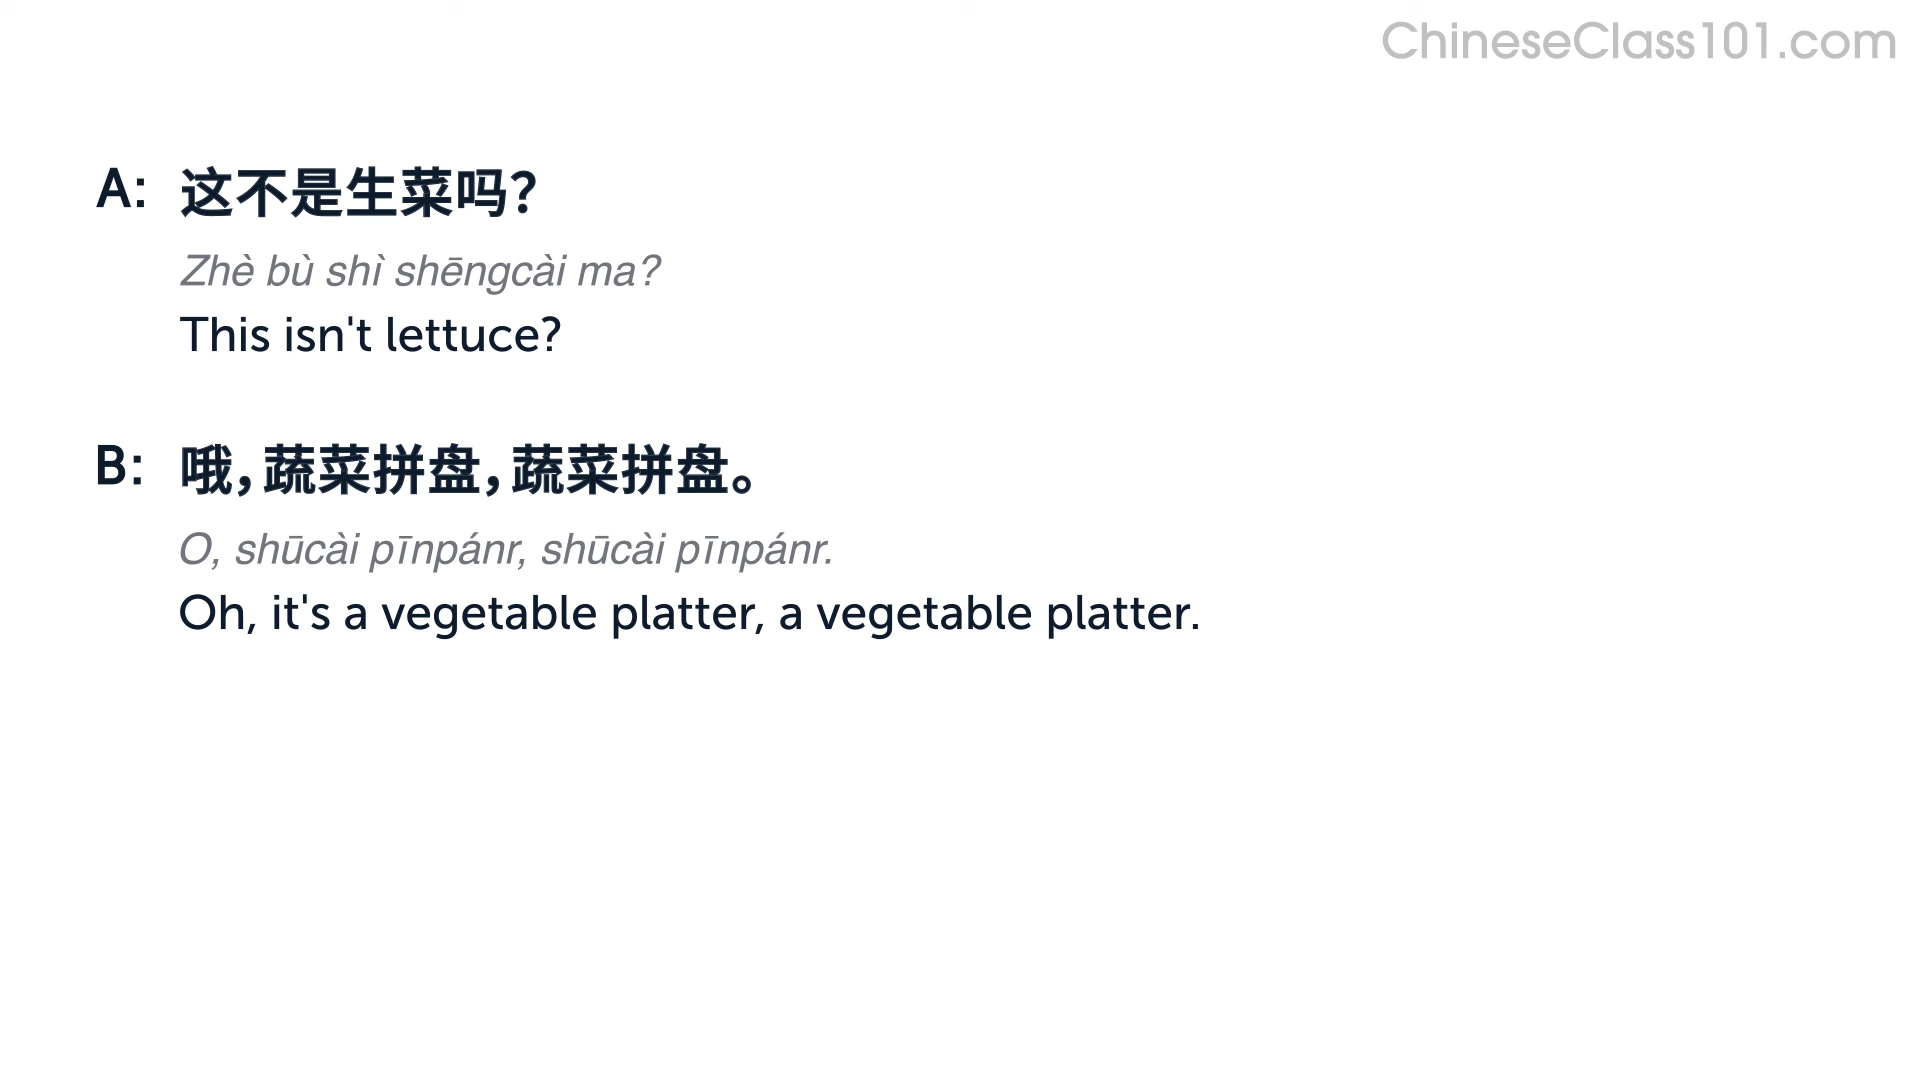 ChineseClass101.com
A: 这不是生菜吗？
Zhè bù shì shēngcài ma?
This isn't lettuce?
B: 哦，蔬菜拼盘，蔬菜拼盘。
O, shūcài pīnpánr, shūcài pīnpánr.
Oh, it's a vegetable platter, a vegetable platter.